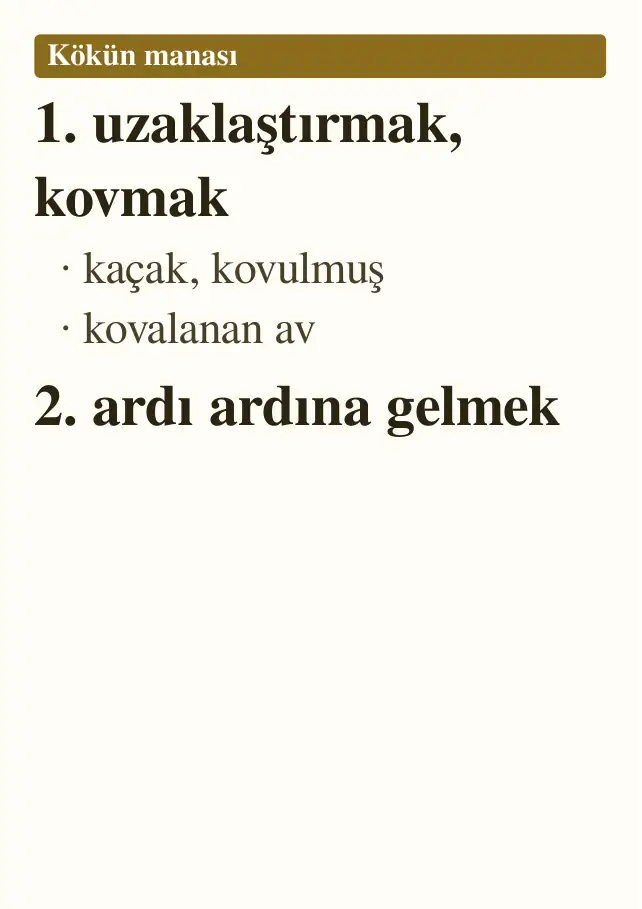 Kökün manası
1. uzaklaştırmak,
kovmak
· kaçak, kovulmuş
· kovalanan av
2. ardı ardına gelmek